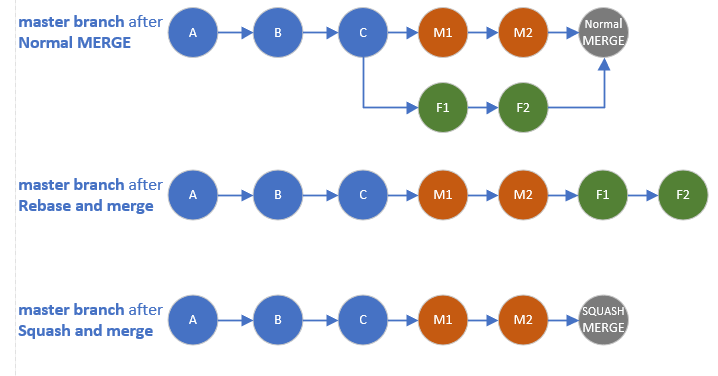 master branch after
Normal MERGE
A
B
C
M1
M2
Normal
MERGE
F1
F2
master branch after
Rebase and merge
A
B
C
M1
M2
F1
F2
master branch after
Squash and merge
A
B
C
M1
M2
SQUASH
MERGE